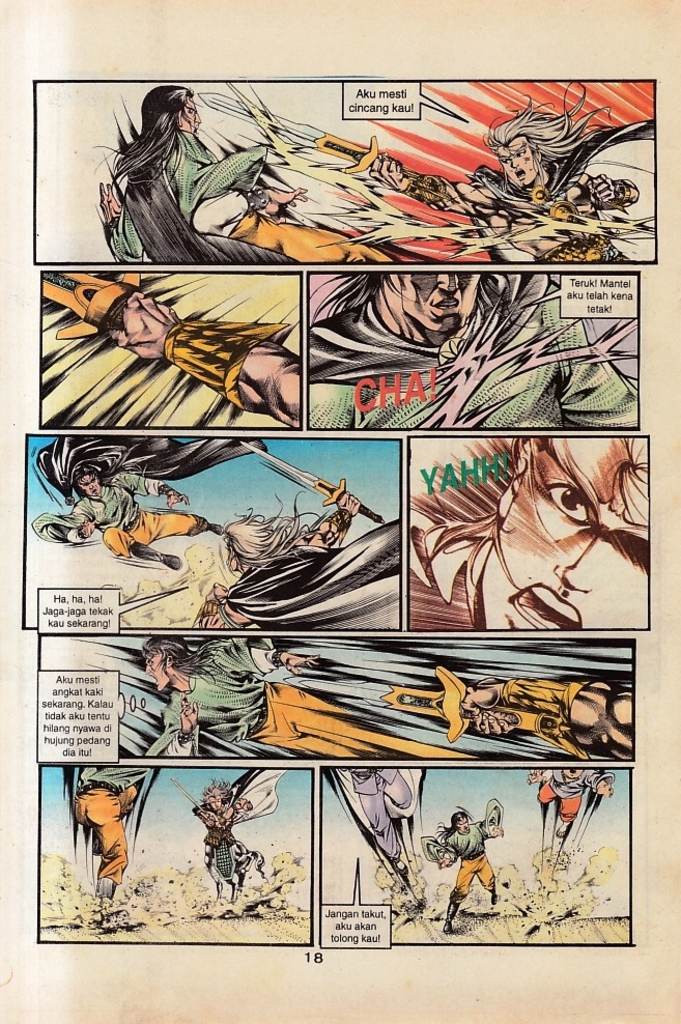 Aku mesti
cincang kau!
Teruk! Mantel
aku telah kena
tetak!
CHA!
YAHH!
Ha, ha, ha!
Jaga-jaga tekak
kau sekarang!
Aku mesti
angkat kaki
sekarang. Kalau
tidak aku tentu
hilang nyawa di
hujung pedang
dia itu!
Jangan takut,
aku akan
tolong kau!
18